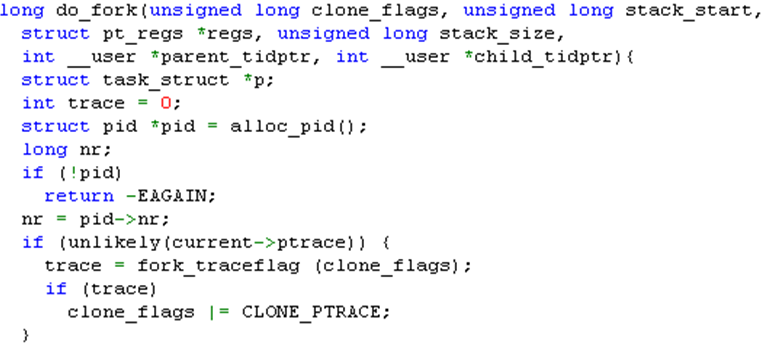 long do_fork(unsigned long clone_flags, unsigned long stack_start,
  struct pt_regs *regs, unsigned long stack_size,
  int __user *parent_tidptr, int __user *child_tidptr){
  struct task_struct *p;
  int trace = 0;
  struct pid *pid = alloc_pid();
  long nr;
  if (!pid)
    return -EAGAIN;
  nr = pid->nr;
  if (unlikely(current->ptrace)) {
    trace = fork_traceflag (clone_flags);
    if (trace)
      clone_flags |= CLONE_PTRACE;
  }